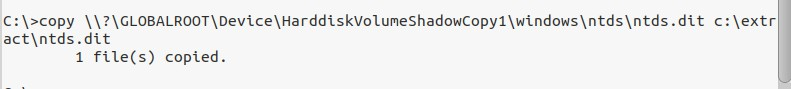 C:\>copy \\?\GLOBALROOT\Device\HarddiskVolumeShadowCopy1\windows\ntds\ntds.dit c:\extr
act\ntds.dit
        1 file(s) copied.